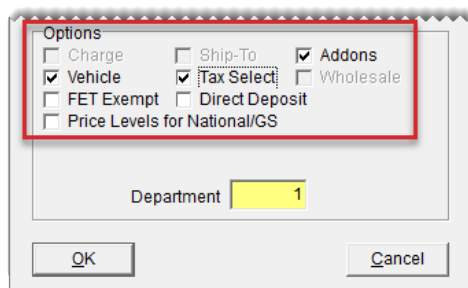 Options
Charge Ship-To Addons
Vehicle Tax Select Wholesale
FET Exempt Direct Deposit
Price Levels for National/GS
Department 1
OK Cancel